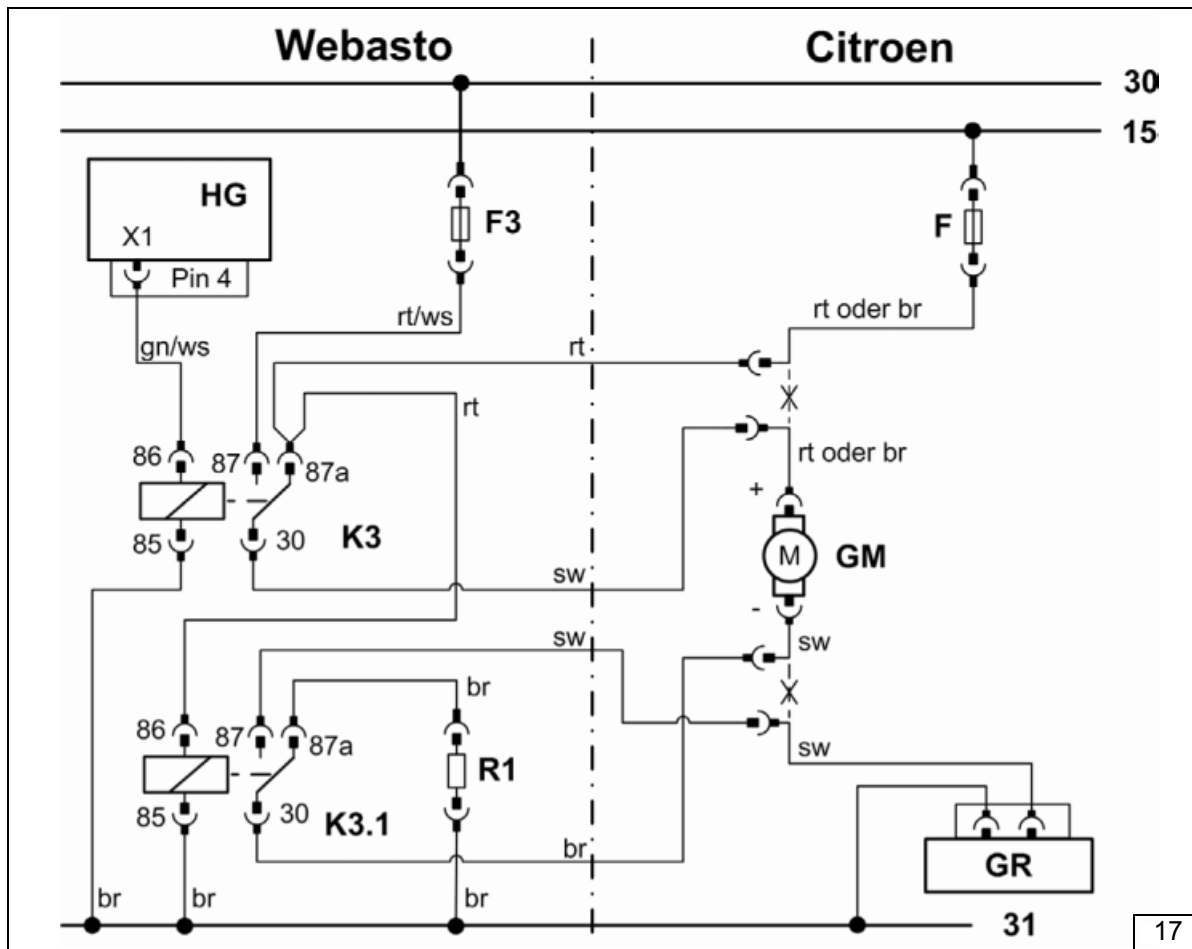 Webasto
Citroen
30
15
HG
X1
Pin 4
F3
F
rt/ws
rt oder br
gn/ws
rt
rt
86
87
87a
rt oder br
+
85
30
K3
M
GM
sw
-
sw
sw
br
86
87
87a
R1
sw
85
30
K3.1
br
GR
br
br
br
31
17